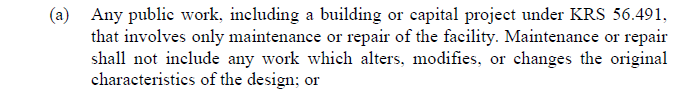 (a) Any public work, including a building or capital project under KRS 56.491,
that involves only maintenance or repair of the facility. Maintenance or repair
shall not include any work which alters, modifies, or changes the original
characteristics of the design; or